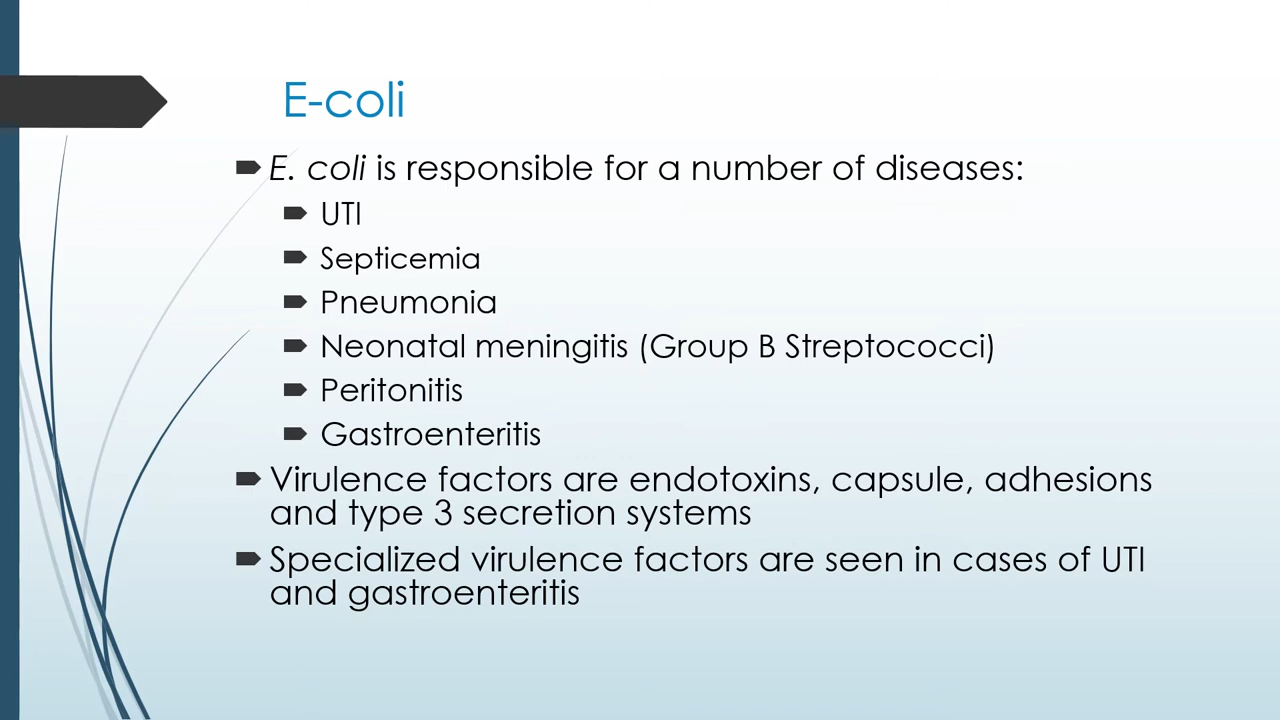 E-coli
E. coli is responsible for a number of diseases:
UTI
Septicemia
Pneumonia
Neonatal meningitis (Group B Streptococci)
Peritonitis
Gastroenteritis
Virulence factors are endotoxins, capsule, adhesions
and type 3 secretion systems
Specialized virulence factors are seen in cases of UTI
and gastroenteritis